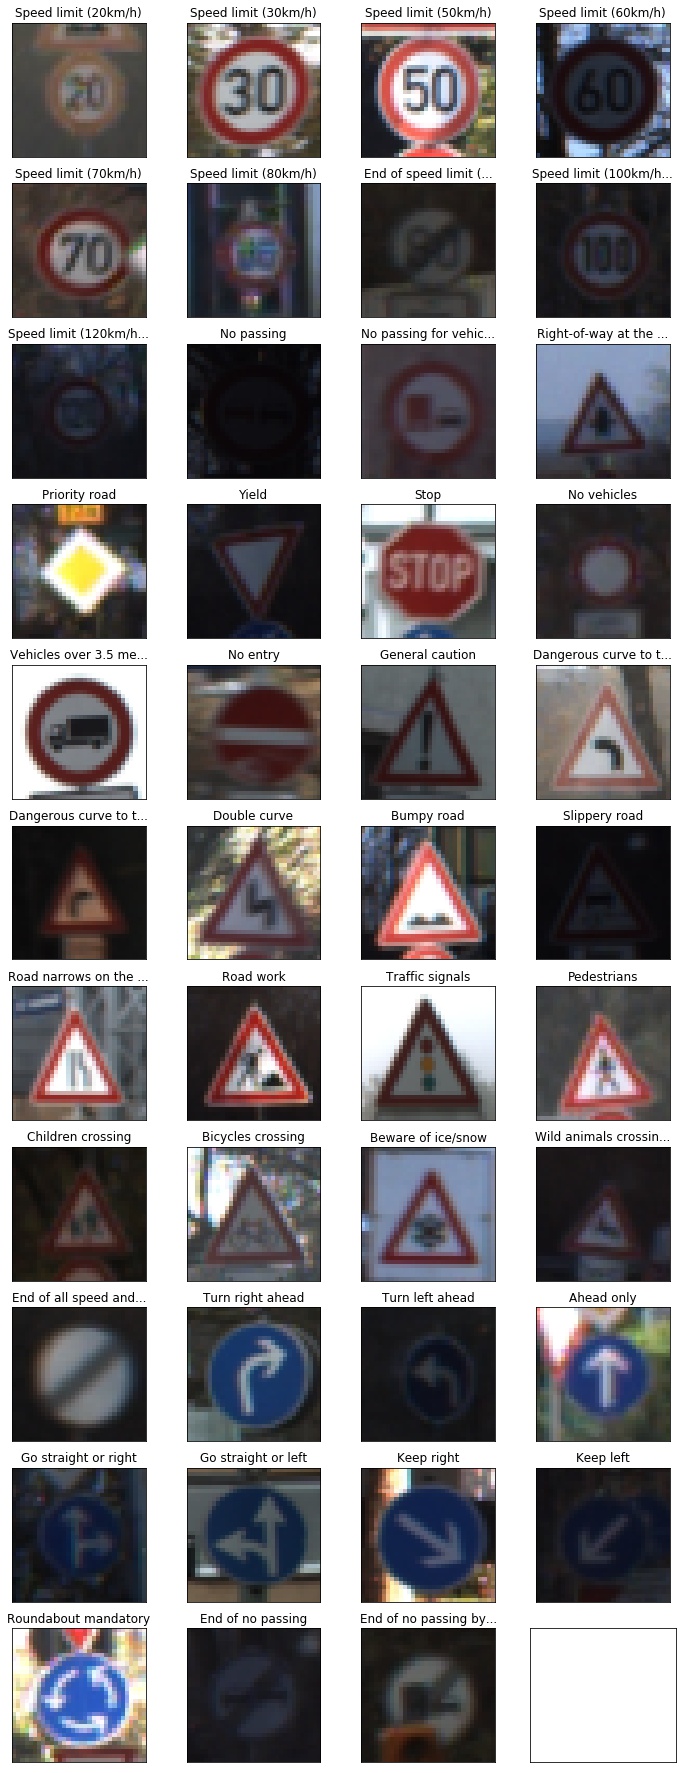 Speed limit (20km/h) Speed limit (30km/h) Speed limit (50km/h) Speed limit (60km/h)
20 30 50 60
Speed limit (70km/h) Speed limit (80km/h) End of speed limit (... Speed limit (100km/h...
70 80 80 100
Speed limit (120km/h... No passing No passing for vehic... Right-of-way at the ...
Priority road Yield Stop No vehicles
STOP
Vehicles over 3.5 me... No entry General caution Dangerous curve to t...
Dangerous curve to t... Double curve Bumpy road Slippery road
Road narrows on the ... Road work Traffic signals Pedestrians
Children crossing Bicycles crossing Beware of ice/snow Wild animals crossin...
End of all speed and... Turn right ahead Turn left ahead Ahead only
Go straight or right Go straight or left Keep right Keep left
Roundabout mandatory End of no passing End of no passing by...